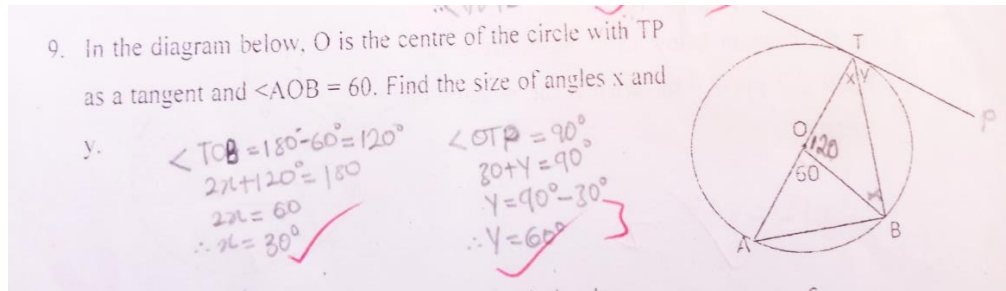 9. In the diagram below, O is the centre of the circle with TP
as a tangent and <AOB = 60. Find the size of angles x and
y.
< TOB = 180°-60°= 120°
2x+120°= 180
2x= 60
∴ x= 30°
<OTP = 90°
30+Y = 90°
Y=90°-30°
∴ Y=60°
3
T
x y
P
O
120
60
x
A
B